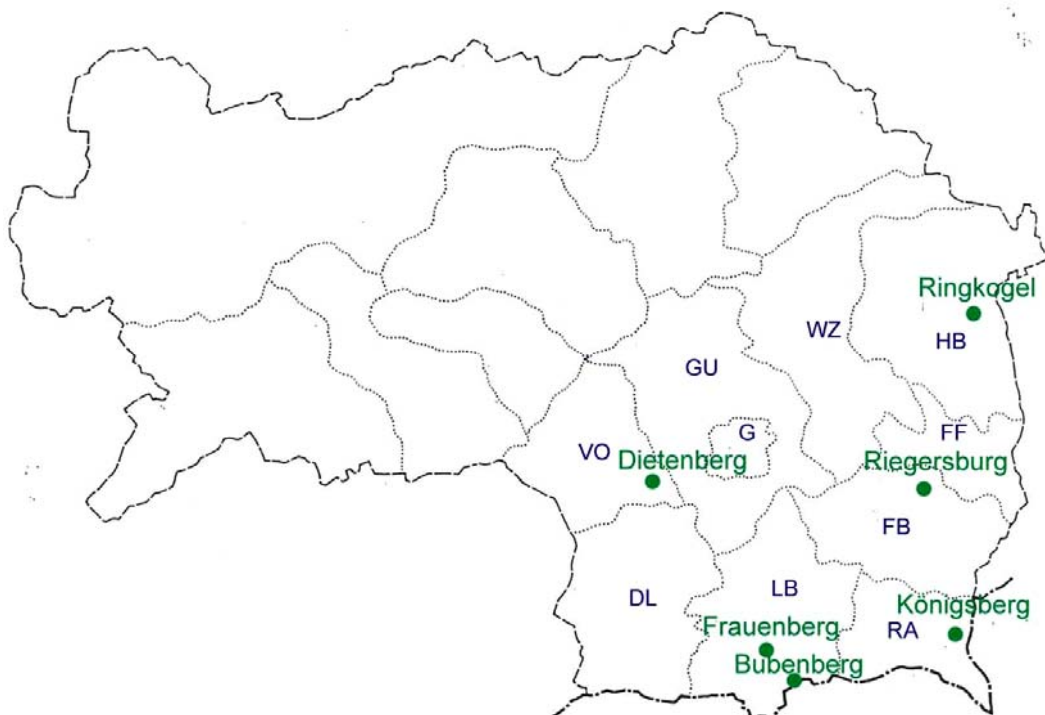 Ringkogel
WZ
HB
GU
G
FF
VO
Dietenberg
Riegersburg
FB
DL
LB
Königsberg
Frauenberg
RA
Bubenberg